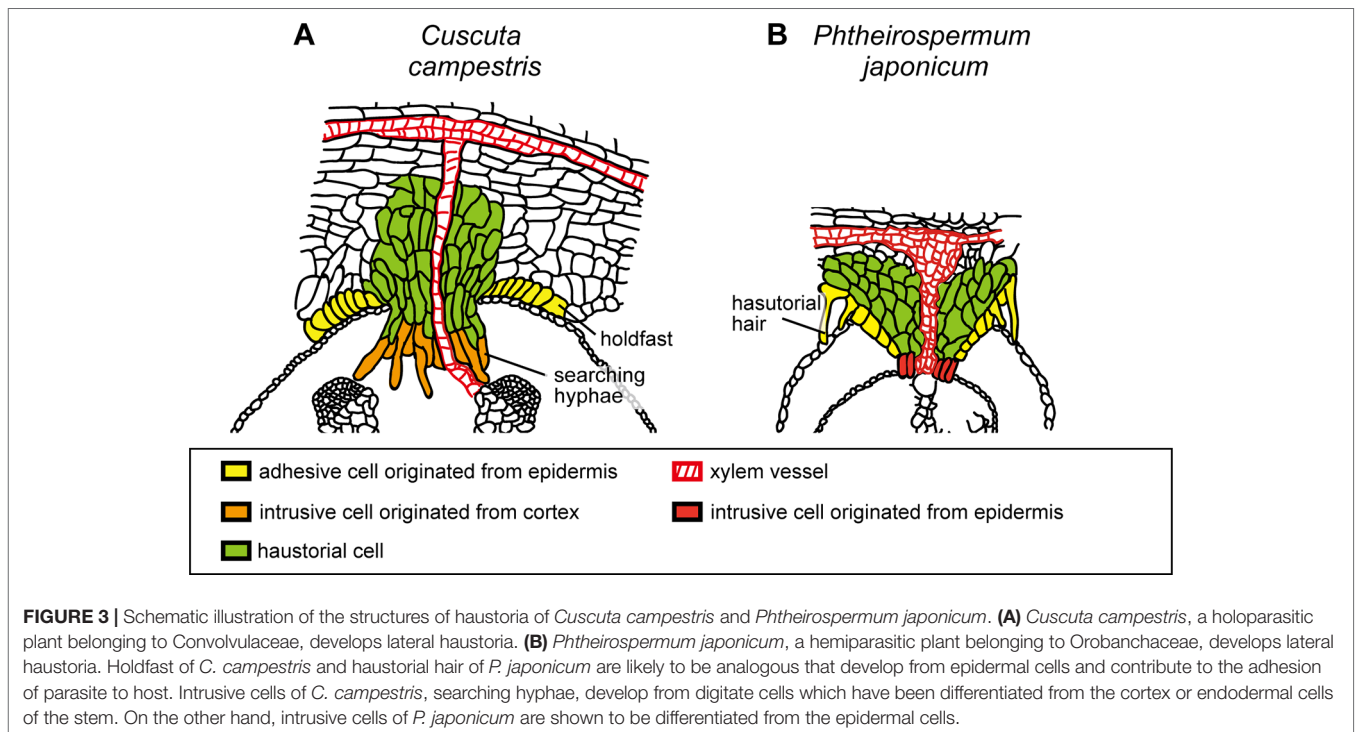 A
Cuscuta
campestris
B
Phtheirospermum
japonicum
holdfast
searching
hyphae
hasutorial
hair
adhesive cell originated from epidermis
xylem vessel
intrusive cell originated from cortex
intrusive cell originated from epidermis
haustorial cell
FIGURE 3 | Schematic illustration of the structures of haustoria of Cuscuta campestris and Phtheirospermum japonicum. (A) Cuscuta campestris, a holoparasitic
plant belonging to Convolvulaceae, develops lateral haustoria. (B) Phtheirospermum japonicum, a hemiparasitic plant belonging to Orobanchaceae, develops lateral
haustoria. Holdfast of C. campestris and haustorial hair of P. japonicum are likely to be analogous that develop from epidermal cells and contribute to the adhesion
of parasite to host. Intrusive cells of C. campestris, searching hyphae, develop from digitate cells which have been differentiated from the cortex or endodermal cells
of the stem. On the other hand, intrusive cells of P. japonicum are shown to be differentiated from the epidermal cells.